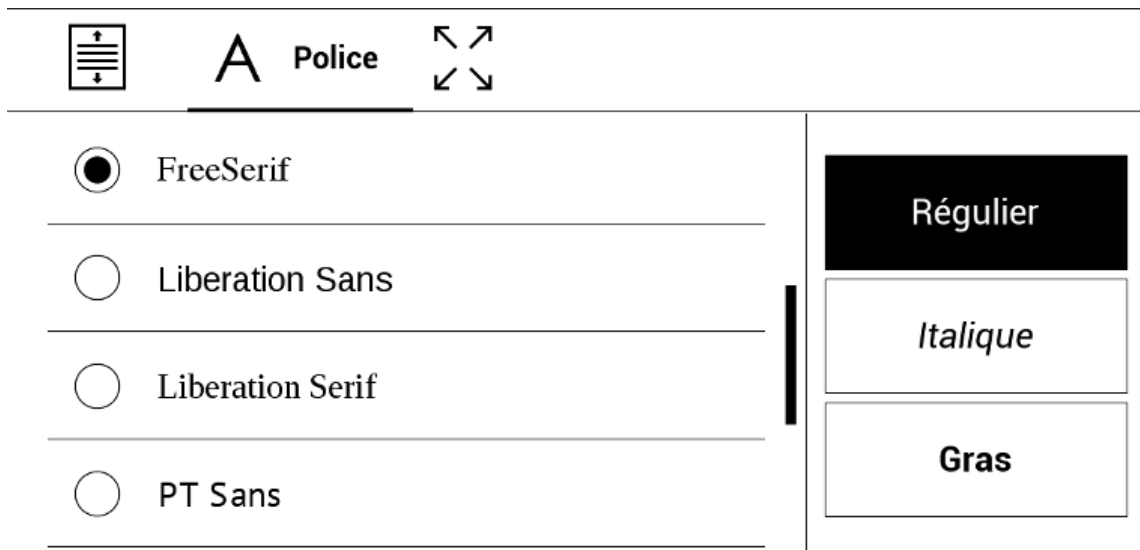 A Police
FreeSerif
Liberation Sans
Liberation Serif
PT Sans
Régulier
Italique
Gras